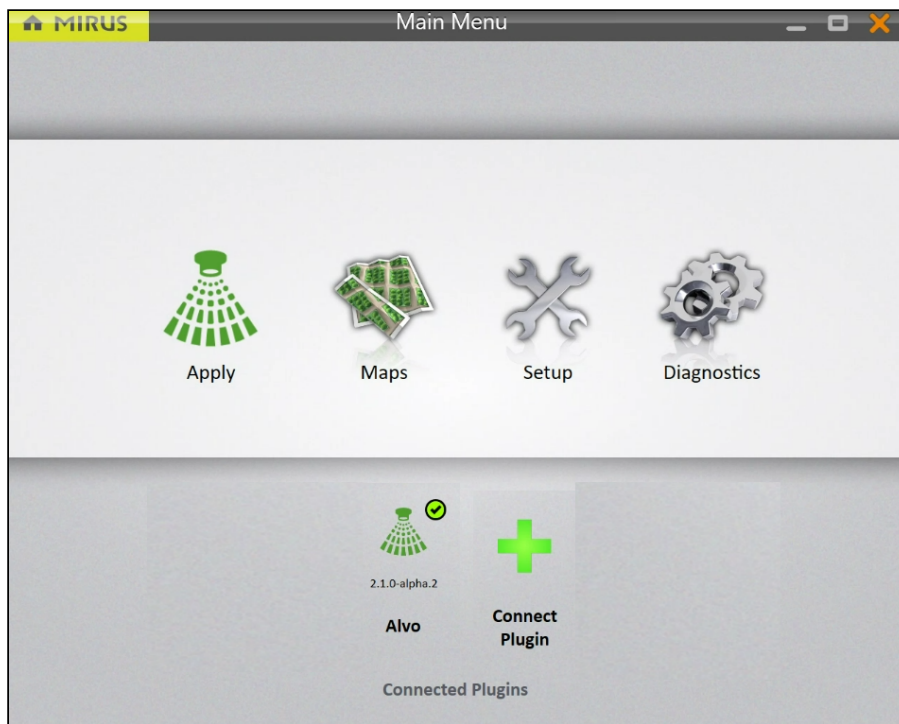 MIRUS
Main Menu
Apply
Maps
Setup
Diagnostics
2.1.0-alpha.2
Alvo
Connect
Plugin
Connected Plugins